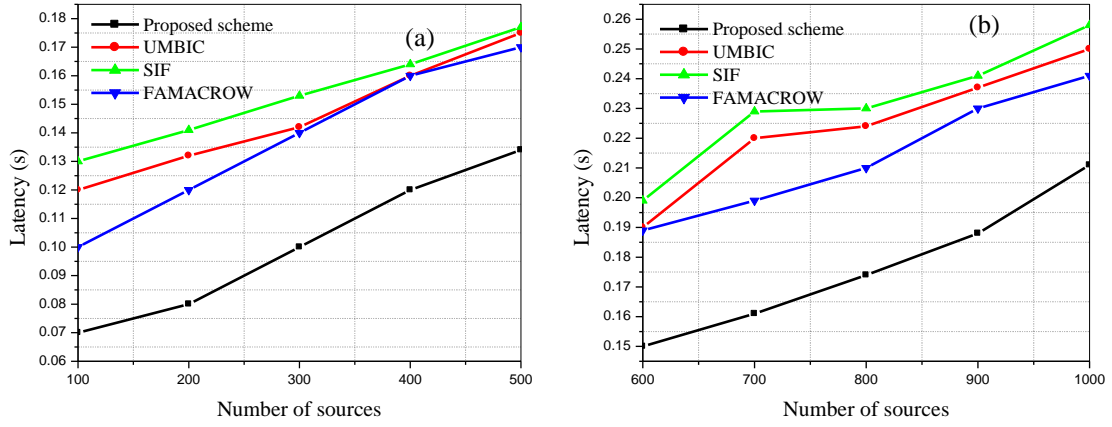 0.18
0.17
0.16
0.15
0.14
0.13
0.12
0.11
0.10
0.09
0.08
0.07
0.06
Latency (s)
Proposed scheme
UMBIC
SIF
FAMACROW
(a)
100
200
300
400
500
Number of sources
0.26
0.25
0.24
0.23
0.22
0.21
0.20
0.19
0.18
0.17
0.16
0.15
Latency (s)
Proposed scheme
UMBIC
SIF
FAMACROW
(b)
600
700
800
900
1000
Number of sources